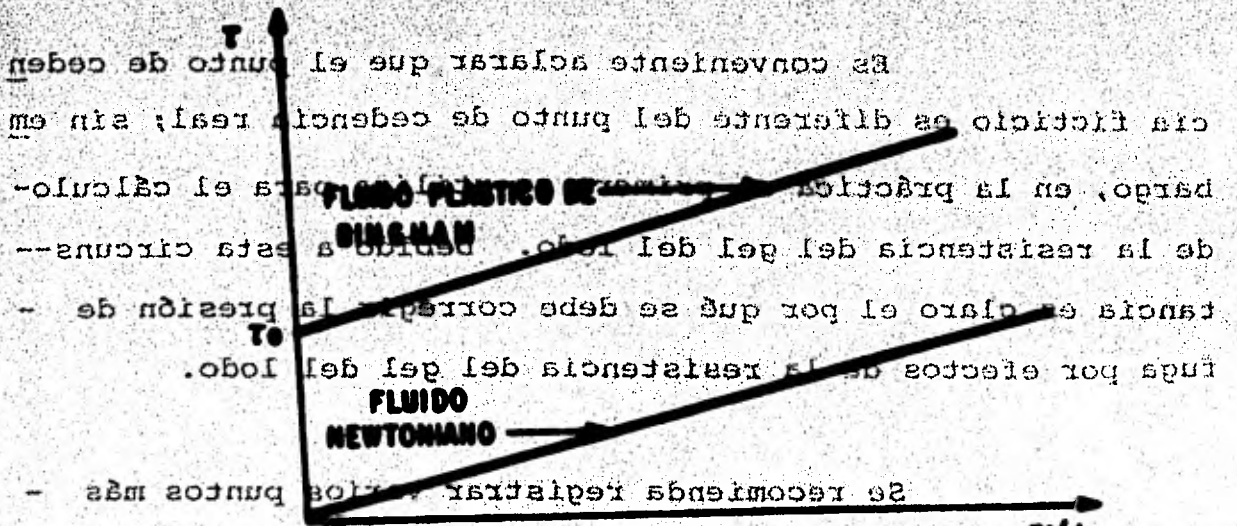 τ
Es conveniente aclarar que el punto de ceden
cia ficticio es diferente del punto de cedencia real; sin em
bargo, en la práctica para el cálculo-
FLUIDO PLASTICO DE
BINGHAM
de la resistencia del gel del lodo. Debido a esta circuns--
tancia es claro el por qué se debe corregir la presión de -
τo
fuga por efectos de la resistencia del gel del lodo.
FLUIDO
NEWTONIANO
Se recomienda registrar varios puntos más -